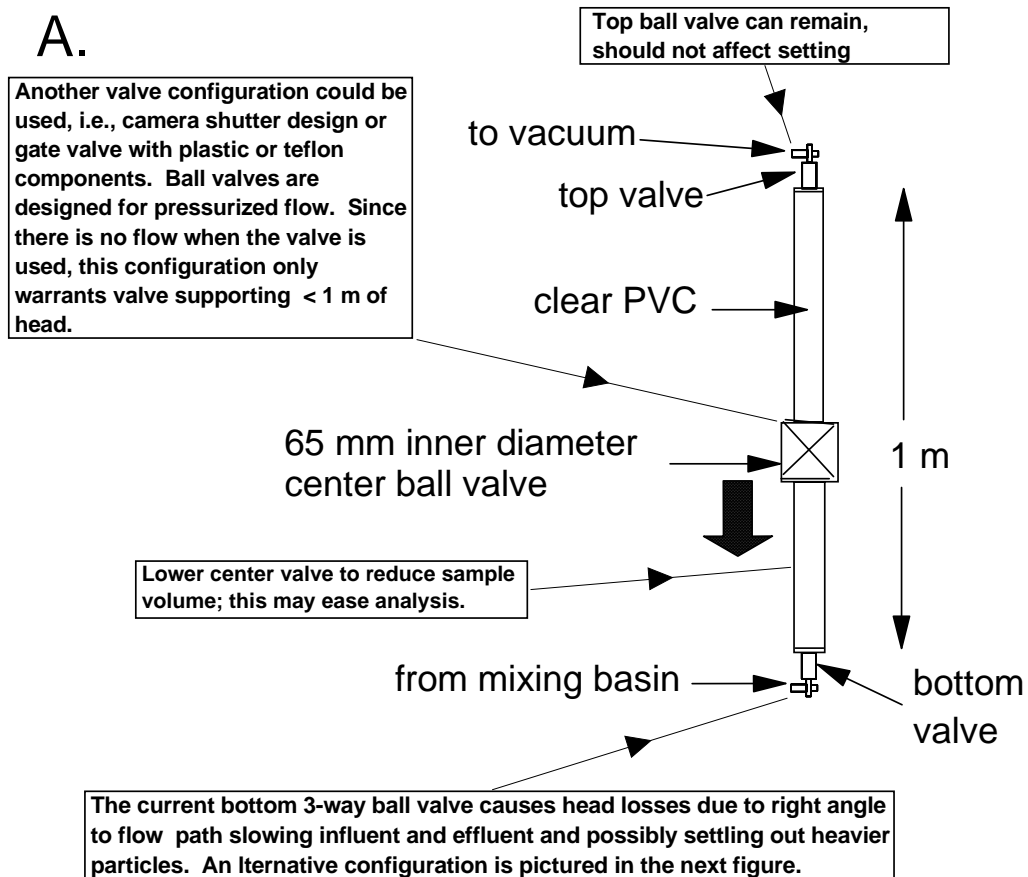 A.
Top ball valve can remain,
should not affect setting
Another valve configuration could be
used, i.e., camera shutter design or
gate valve with plastic or teflon
components. Ball valves are
designed for pressurized flow. Since
there is no flow when the valve is
used, this configuration only
warrants valve supporting < 1 m of
head.
to vacuum
top valve
clear PVC
65 mm inner diameter
center ball valve
1 m
Lower center valve to reduce sample
volume; this may ease analysis.
from mixing basin
bottom
valve
The current bottom 3-way ball valve causes head losses due to right angle
to flow path slowing influent and effluent and possibly settling out heavier
particles. An lternative configuration is pictured in the next figure.